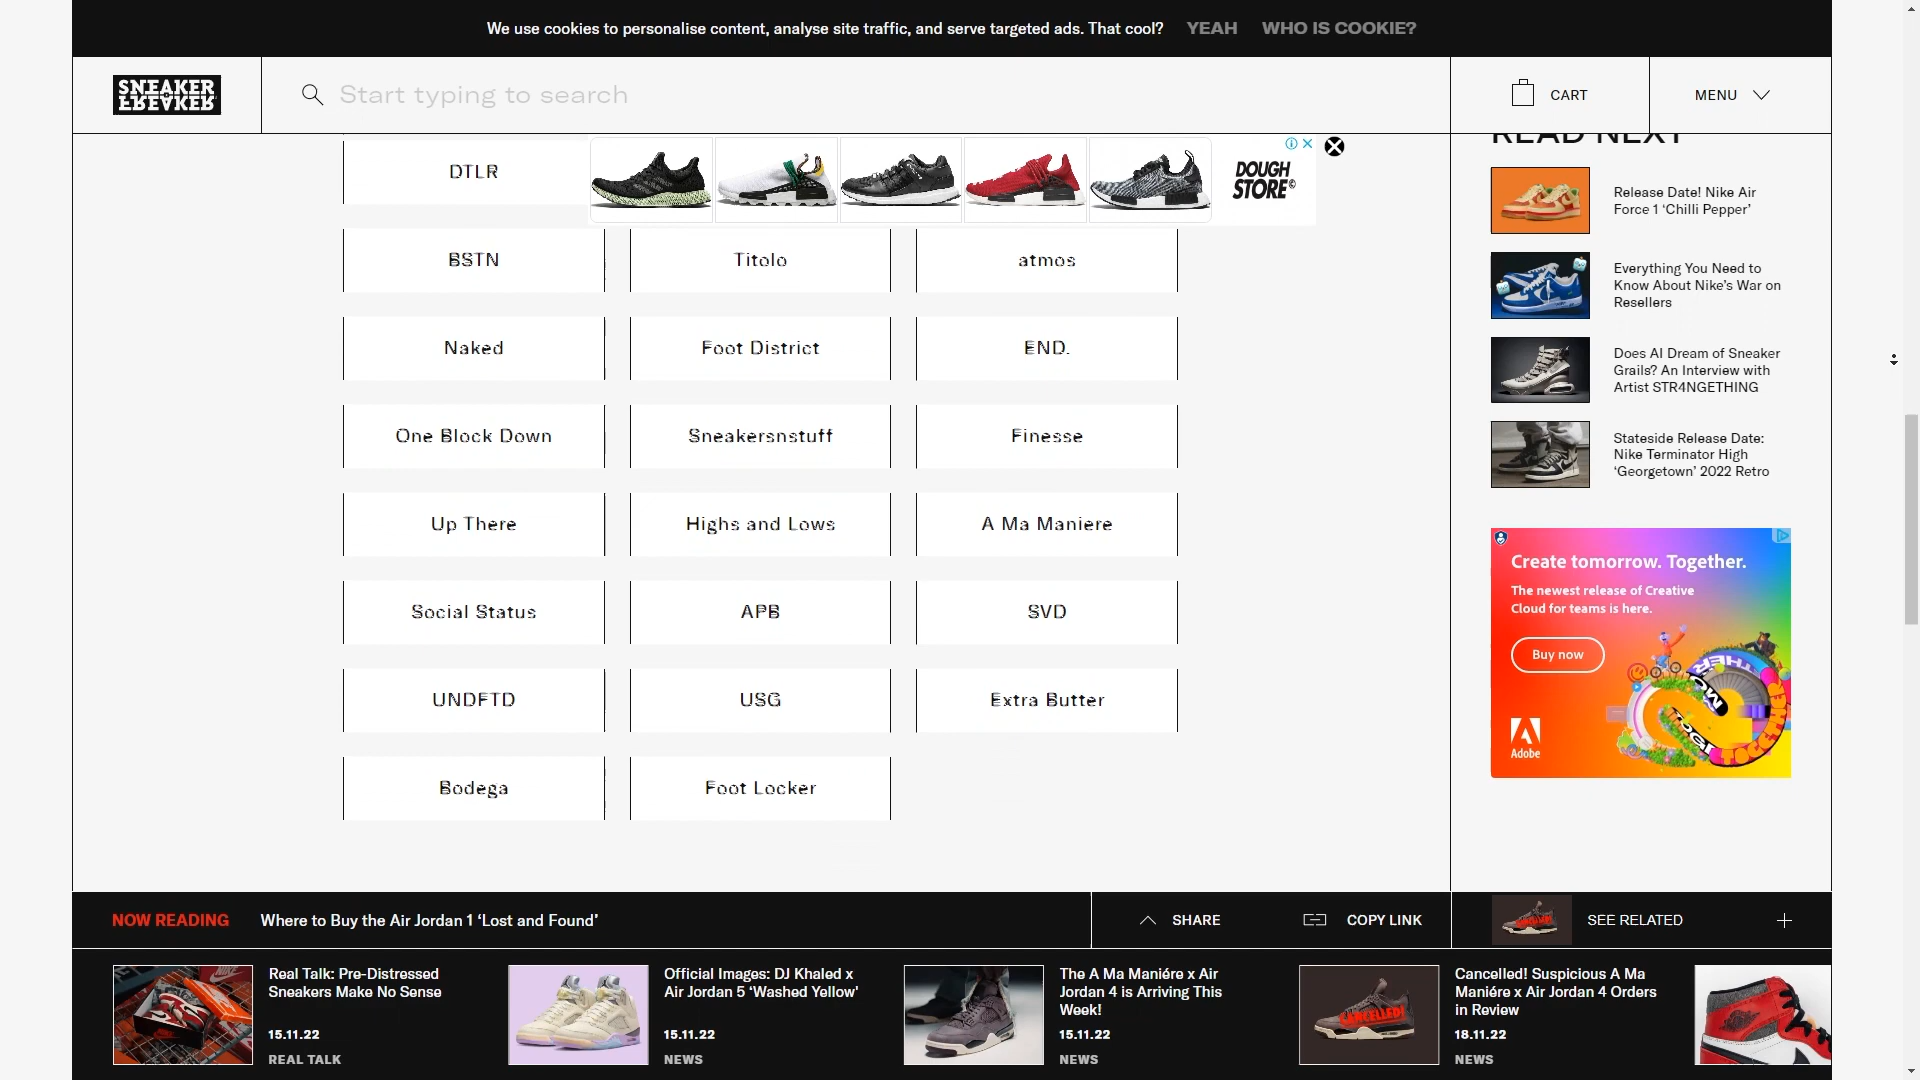 We use cookies to personalise content, analyse site traffic, and serve targeted ads. That cool? YEAH WHO IS COOKIE?
SNEAKER
FREAKER
Start typing to search
CART
MENU
DTLR
DOUGH
STORE
BSTN
Titolo
atmos
Naked
Foot District
END.
One Block Down
Sneakersnstuff
Finesse
Up There
Highs and Lows
A Ma Maniere
Social Status
APB
SVD
UNDFTD
USG
Extra Butter
Bodega
Foot Locker
READ NEXT
Release Date! Nike Air
Force 1 ‘Chilli Pepper’
Everything You Need to
Know About Nike’s War on
Resellers
Does AI Dream of Sneaker
Grails? An Interview with
Artist STR4NGETHING
Stateside Release Date:
Nike Terminator High
‘Georgetown’ 2022 Retro
Create tomorrow. Together.
The newest release of Creative
Cloud for teams is here.
Buy now
Adobe
NOW READING
Where to Buy the Air Jordan 1 ‘Lost and Found’
SHARE
COPY LINK
SEE RELATED
Real Talk: Pre-Distressed
Sneakers Make No Sense
15.11.22
REAL TALK
Official Images: DJ Khaled x
Air Jordan 5 ‘Washed Yellow’
15.11.22
NEWS
The A Ma Maniére x Air
Jordan 4 is Arriving This
Week!
15.11.22
NEWS
CANCELLED!
Cancelled! Suspicious A Ma
Maniére x Air Jordan 4 Orders
in Review
18.11.22
NEWS